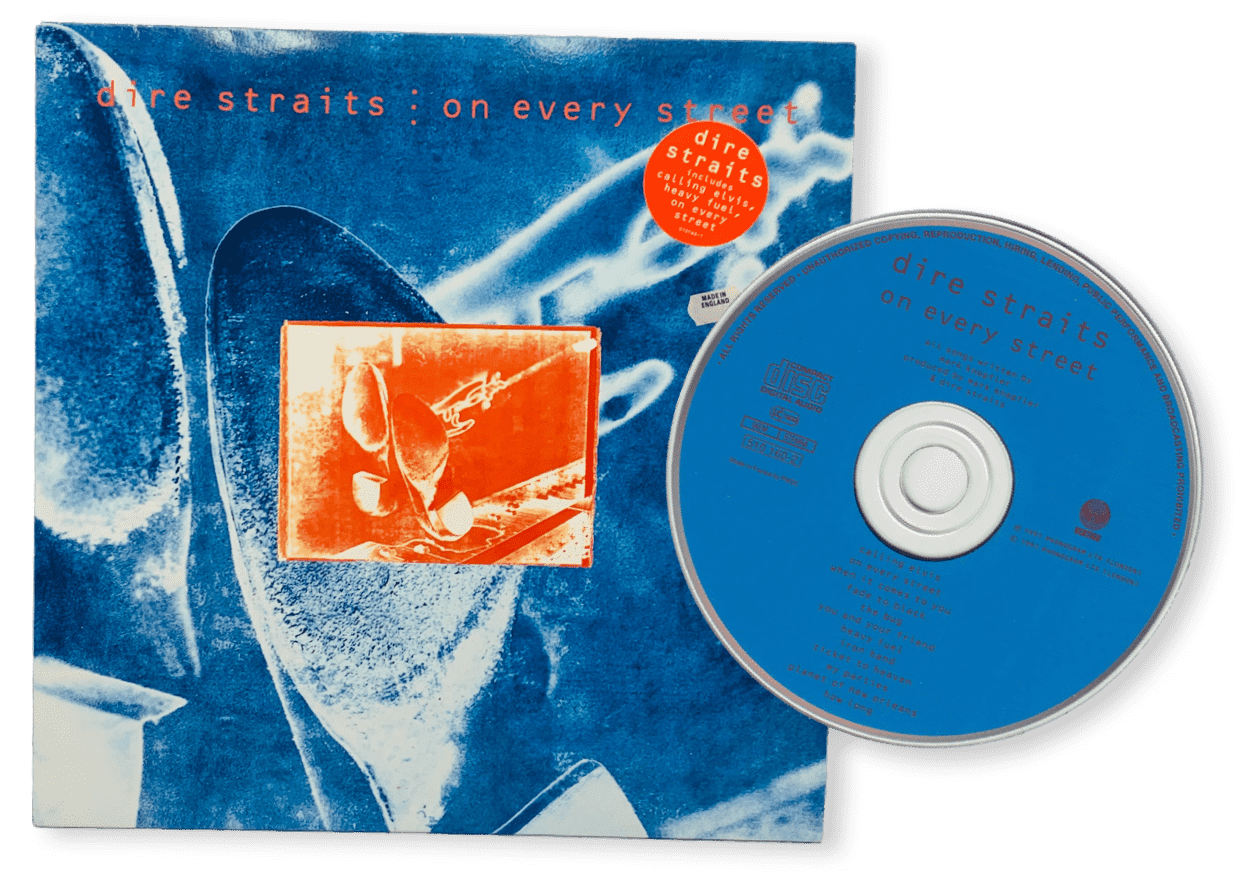 dire straits : on every street
dire
straits
includes
calling elvis,
heavy fuel,
on every
street
MADE IN
ENGLAND
ALL RIGHTS RESERVED - UNAUTHORIZED COPYING, REPRODUCTION, HIRING, LENDING, PUBLIC PERFORMANCE AND BROADCASTING PROHIBITED.
dire straits
on every street
all songs written by
mark knopfler
produced by mark knopfler
& dire straits
COMPACT
disc
DIGITAL AUDIO
VERTIGO
calling elvis
on every street
when it comes to you
fade to black
the bug
you and your friend
heavy fuel
iron hand
ticket to heaven
my parties
planet of new orleans
how long